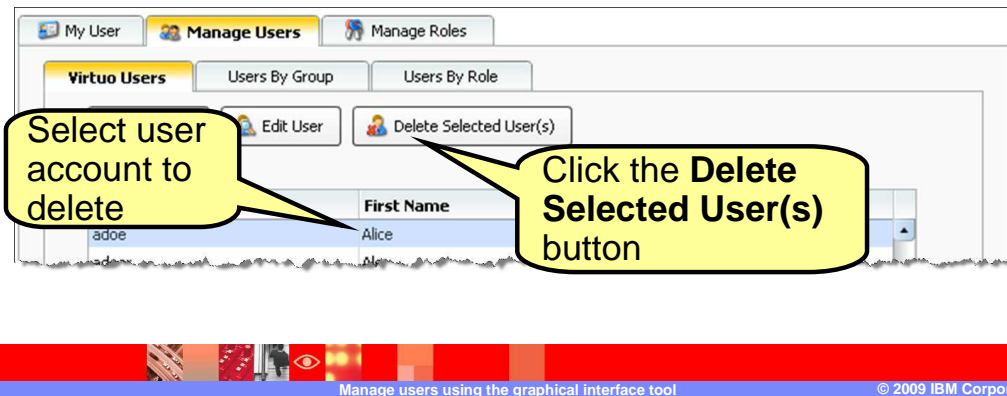 My User Manage Users Manage Roles
Virtuo Users Users By Group Users By Role
Edit User Delete Selected User(s)
Select user
account to
delete
Click the Delete
Selected User(s)
button
First Name
adoe Alice
Manage users using the graphical interface tool © 2009 IBM Corpo